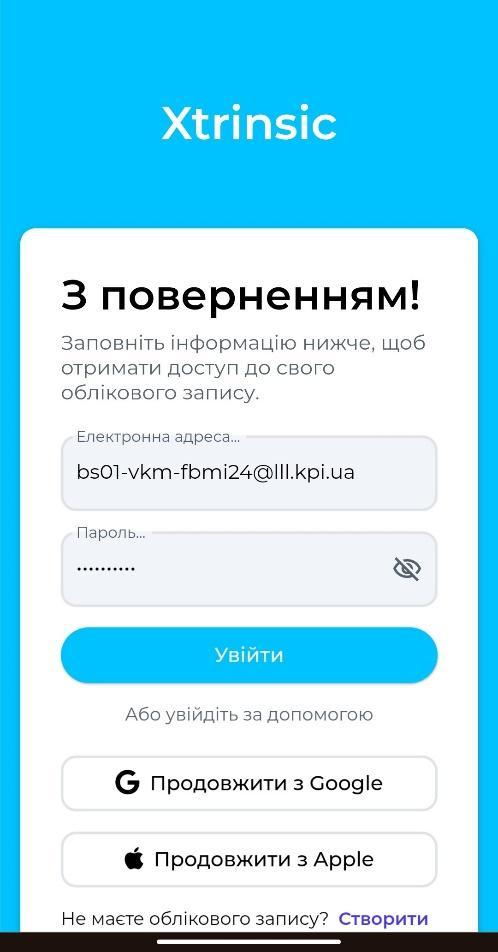 Xtrinsic
З поверненням!
Заповніть інформацію нижче, щоб
отримати доступ до свого
облікового запису.
Електронна адреса...
bs01-vkm-fbmi24@lll.kpi.ua
Пароль...
••••••••••
Увійти
Або увійдіть за допомогою
Продовжити з Google
Продовжити з Apple
Не маєте облікового запису? Створити